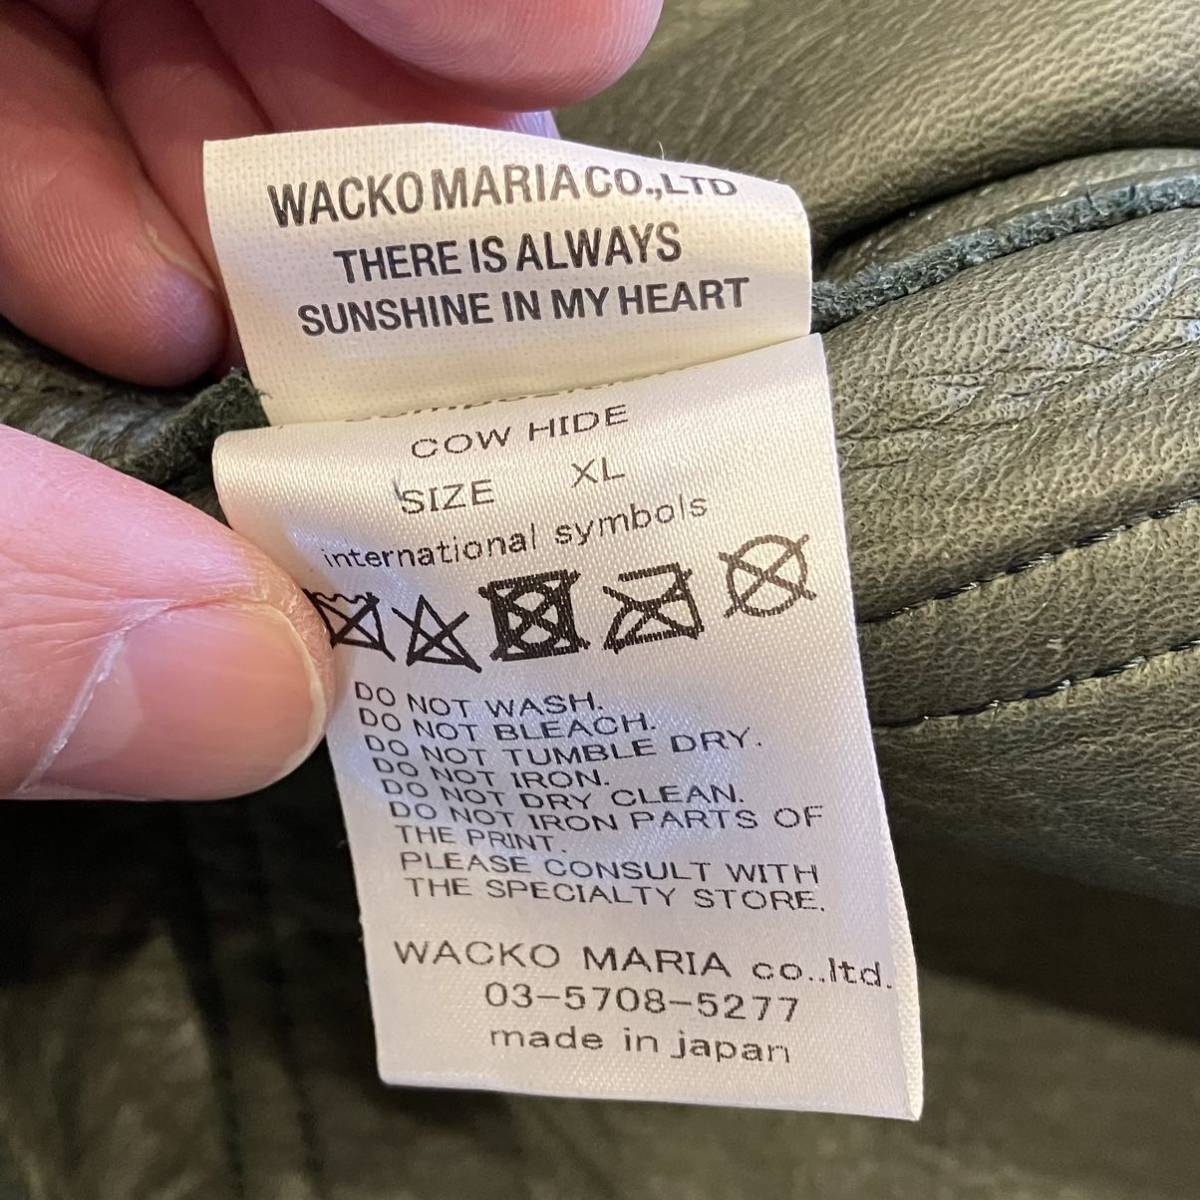 WACKO MARIA CO.,LTD
THERE IS ALWAYS
SUNSHINE IN MY HEART
COW HIDE
SIZE XL
international symbols
DO NOT WASH.
DO NOT BLEACH.
DO NOT TUMBLE DRY.
DO NOT IRON.
DO NOT DRY CLEAN.
DO NOT IRON PARTS OF
THE PRINT.
PLEASE CONSULT WITH
THE SPECIALTY STORE.
WACKO MARIA co.,ltd.
03-5708-5277
made in japan